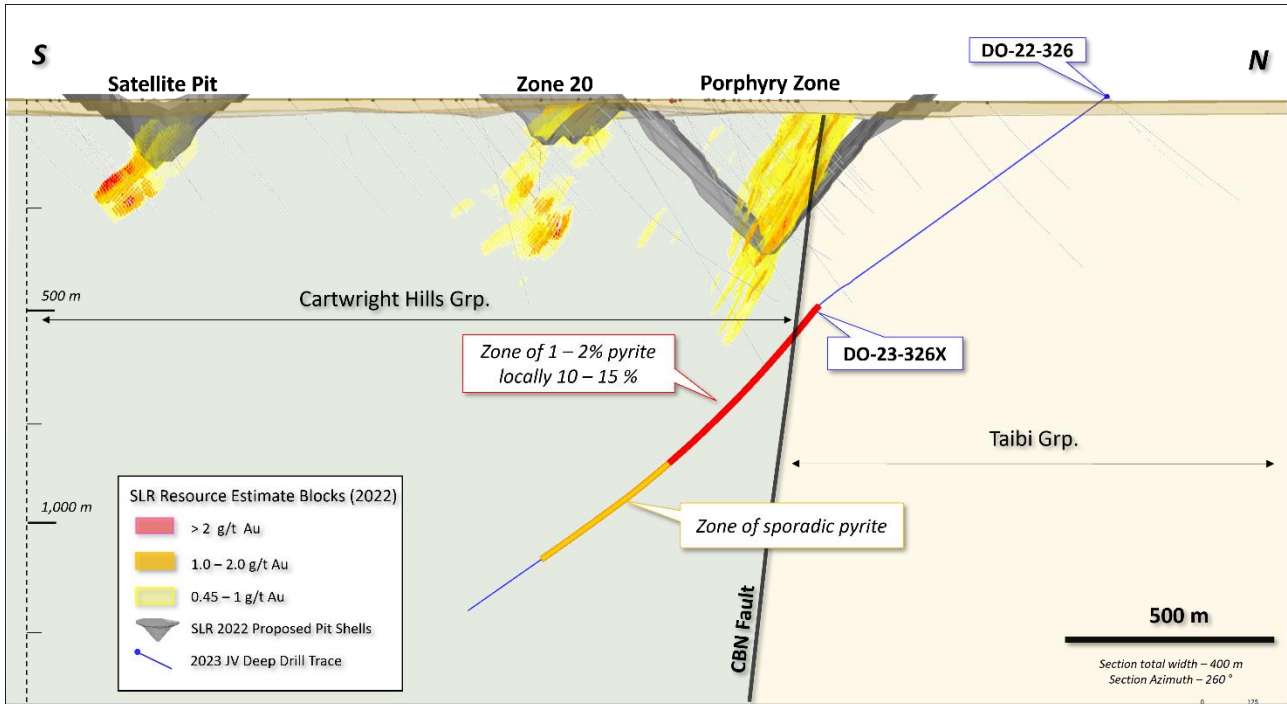 S
Satellite Pit
Zone 20
Porphyry Zone
DO-22-326
N
500 m
Cartwright Hills Grp.
Zone of 1 – 2% pyrite
locally 10 – 15 %
DO-23-326X
Taibi Grp.
SLR Resource Estimate Blocks (2022)
> 2 g/t Au
1.0 – 2.0 g/t Au
0.45 – 1 g/t Au
SLR 2022 Proposed Pit Shells
2023 JV Deep Drill Trace
1,000 m
Zone of sporadic pyrite
CBN Fault
500 m
Section total width – 400 m
Section Azimuth – 260 °
0 125